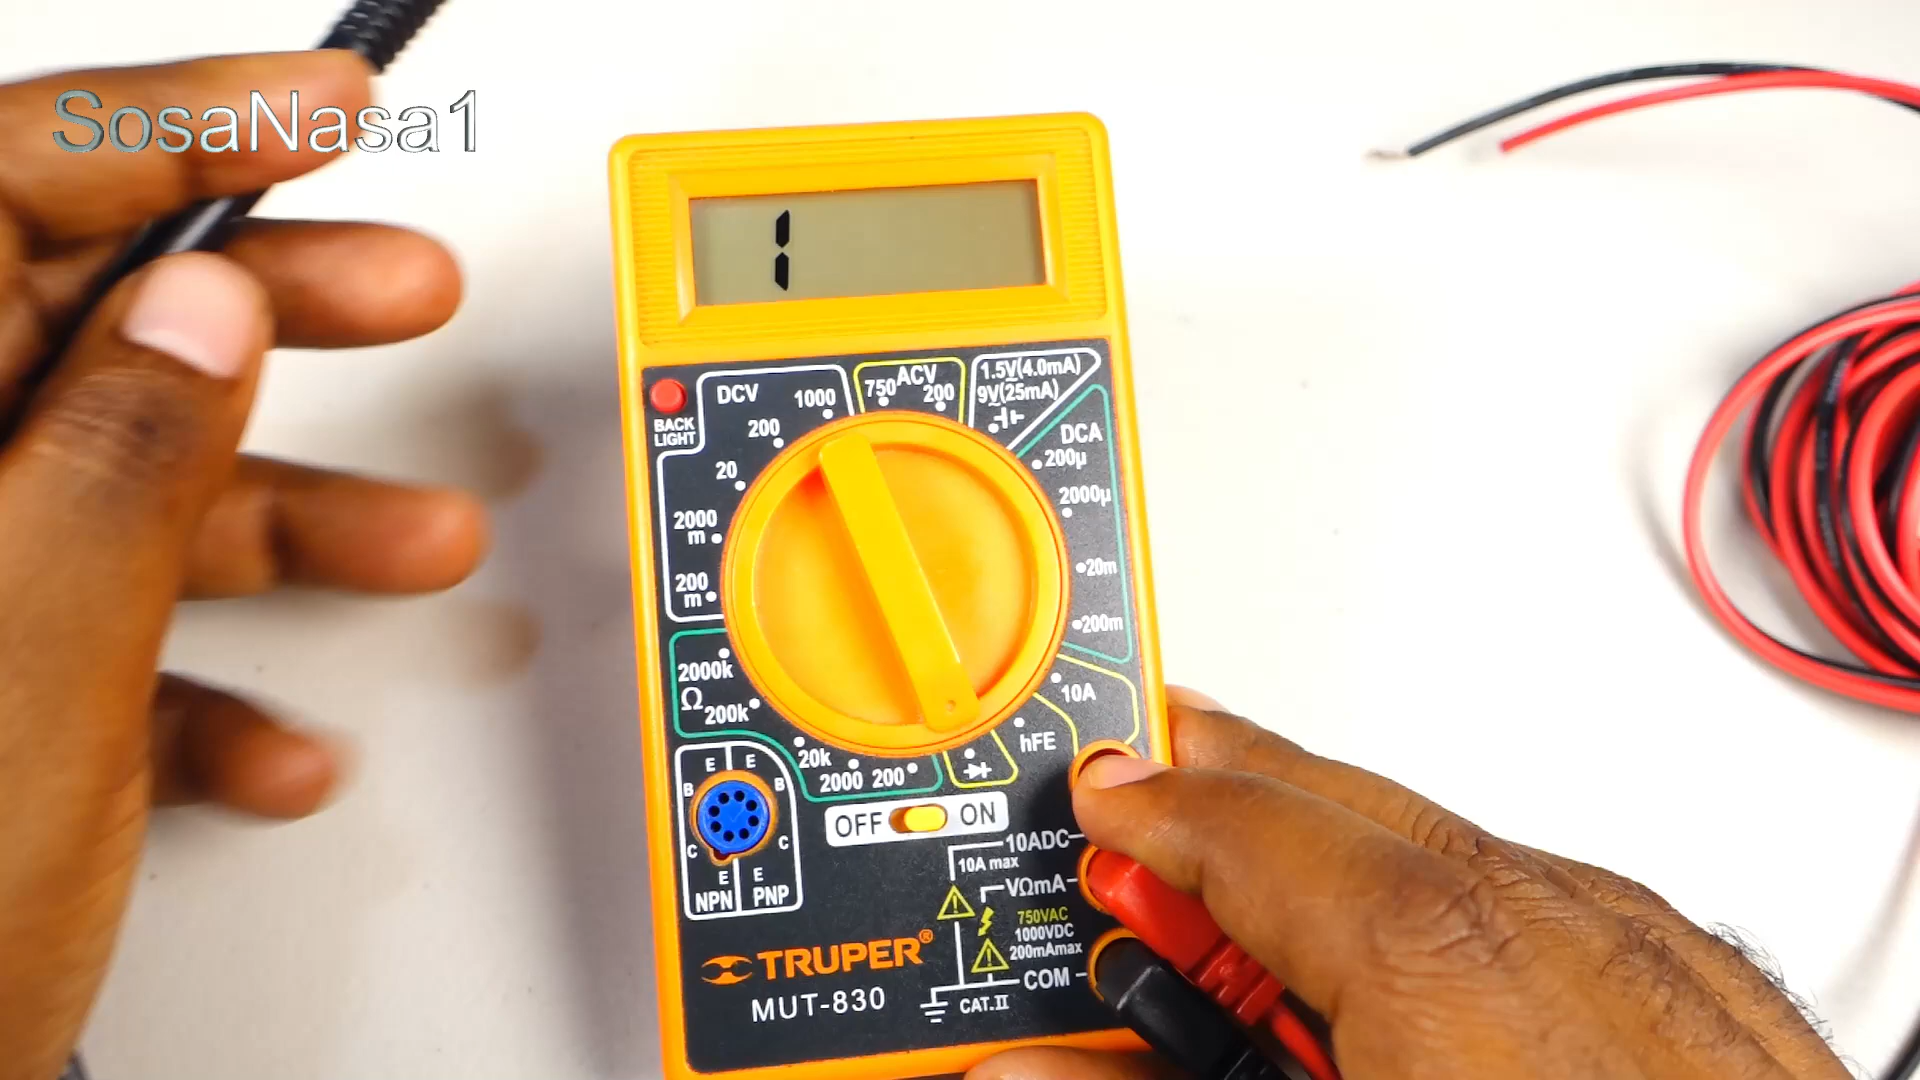 SosaNasa1
1
BACK
LIGHT
DCV
1000
200
20
2000
m
200
m
ACV
750
200
1.5V(4.0mA)
9V(25mA)
DCA
200µ
2000µ
20m
200m
10A
hFE
2000k
Ω
200k
20k
2000
200
OFF
ON
E
E
B
B
C
C
E
E
NPN
PNP
10ADC
10A max
VΩmA
750VAC
1000VDC
200mAmax
COM
CAT.II
TRUPER®
MUT-830